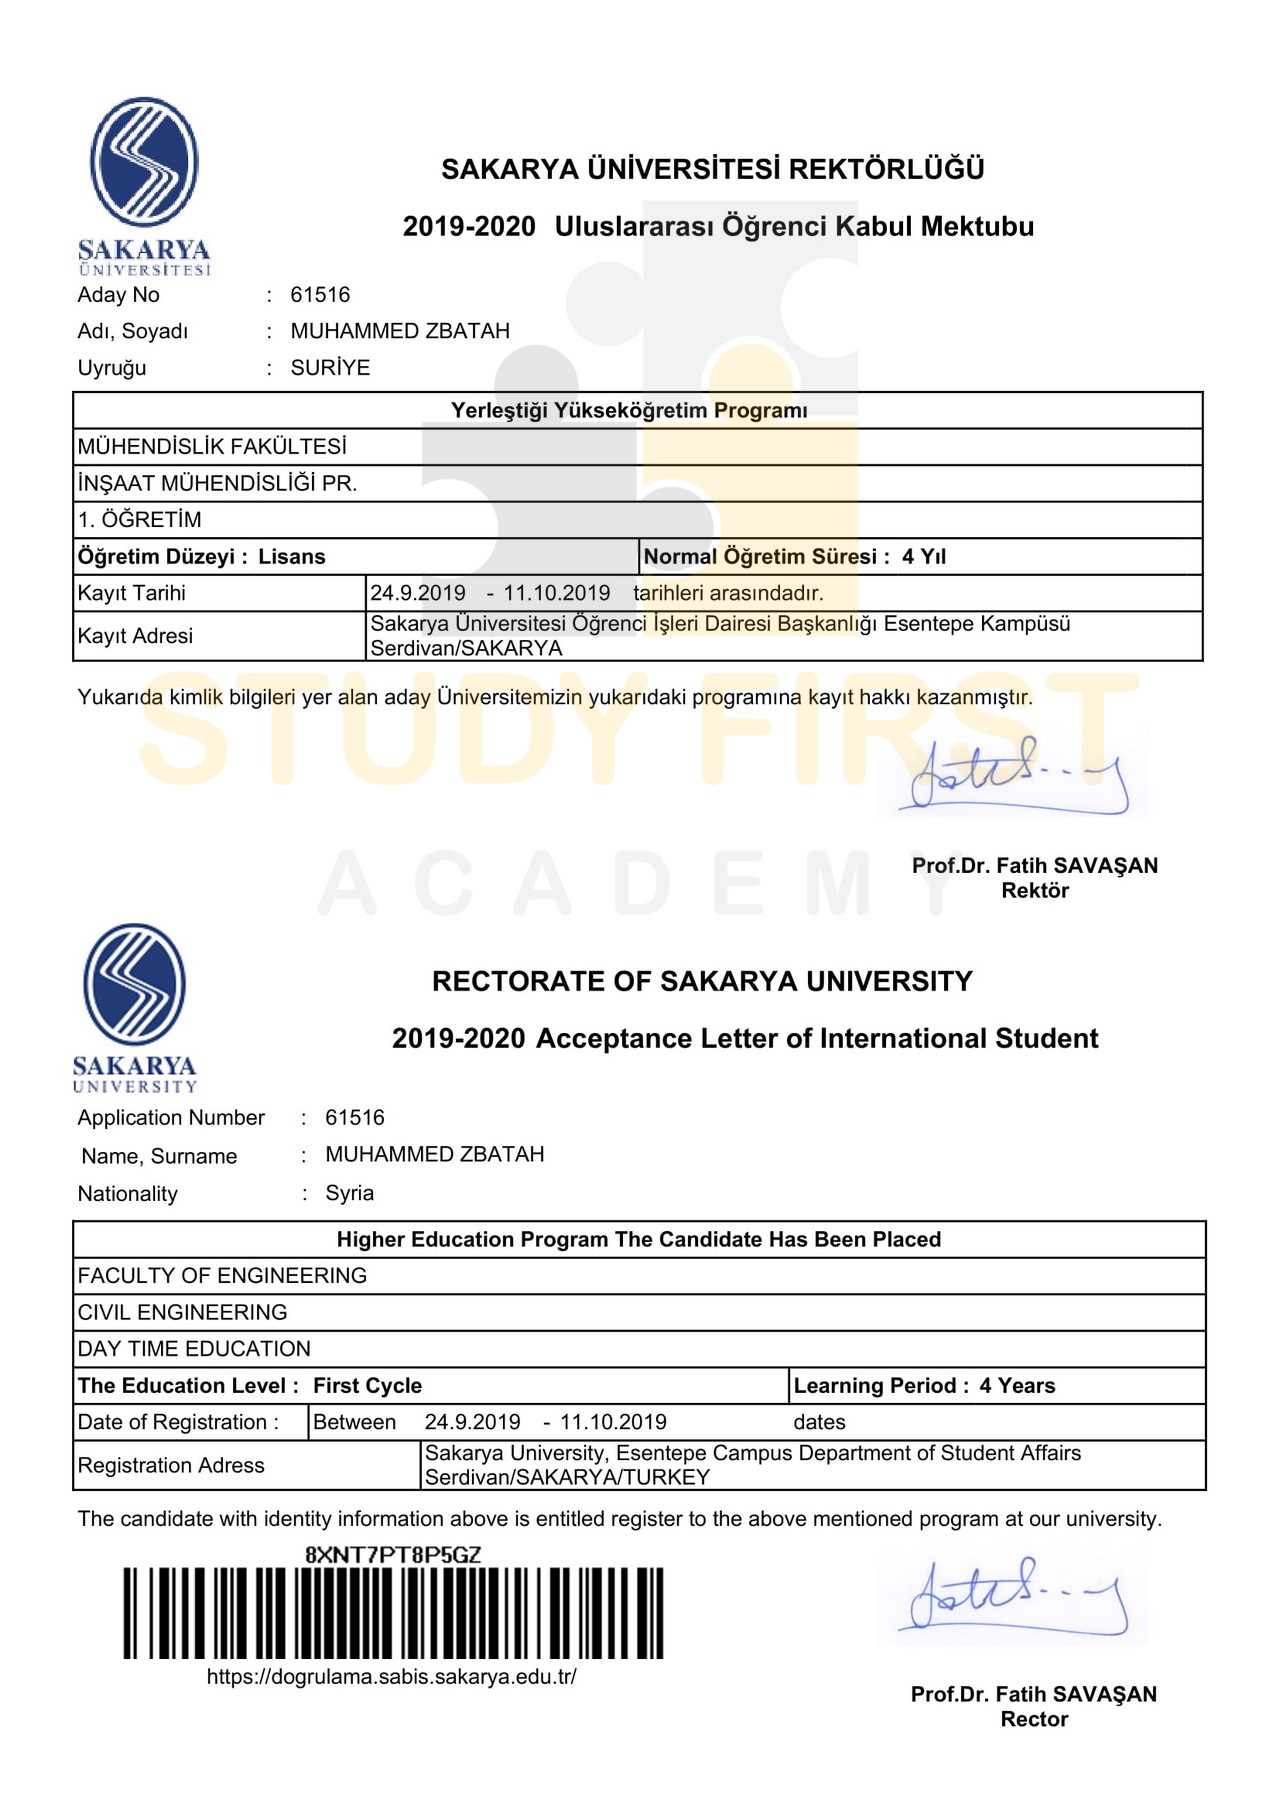 SAKARYA
ÜNİVERSİTESİ
SAKARYA ÜNİVERSİTESİ REKTÖRLÜĞÜ
2019-2020 Uluslararası Öğrenci Kabul Mektubu
Aday No : 61516
Adı, Soyadı : MUHAMMED ZBATAH
Uyruğu : SURİYE
Yerleştiği Yükseköğretim Programı
MÜHENDİSLİK FAKÜLTESİ
İNŞAAT MÜHENDİSLİĞİ PR.
1. ÖĞRETİM
Öğretim Düzeyi : Lisans Normal Öğretim Süresi : 4 Yıl
Kayıt Tarihi 24.9.2019 - 11.10.2019 tarihleri arasındadır.
Kayıt Adresi Sakarya Üniversitesi Öğrenci İşleri Dairesi Başkanlığı Esentepe Kampüsü
Serdivan/SAKARYA
Yukarıda kimlik bilgileri yer alan aday Üniversitemizin yukarıdaki programına kayıt hakkı kazanmıştır.
STUDY FIRST
ACADEMY
Prof.Dr. Fatih SAVAŞAN
Rektör
SAKARYA
UNIVERSITY
RECTORATE OF SAKARYA UNIVERSITY
2019-2020 Acceptance Letter of International Student
Application Number : 61516
Name, Surname : MUHAMMED ZBATAH
Nationality : Syria
Higher Education Program The Candidate Has Been Placed
FACULTY OF ENGINEERING
CIVIL ENGINEERING
DAY TIME EDUCATION
The Education Level : First Cycle Learning Period : 4 Years
Date of Registration : Between 24.9.2019 - 11.10.2019 dates
Registration Adress Sakarya University, Esentepe Campus Department of Student Affairs
Serdivan/SAKARYA/TURKEY
The candidate with identity information above is entitled register to the above mentioned program at our university.
8XNT7PT8P5GZ
https://dogrulama.sabis.sakarya.edu.tr/
Prof.Dr. Fatih SAVAŞAN
Rector